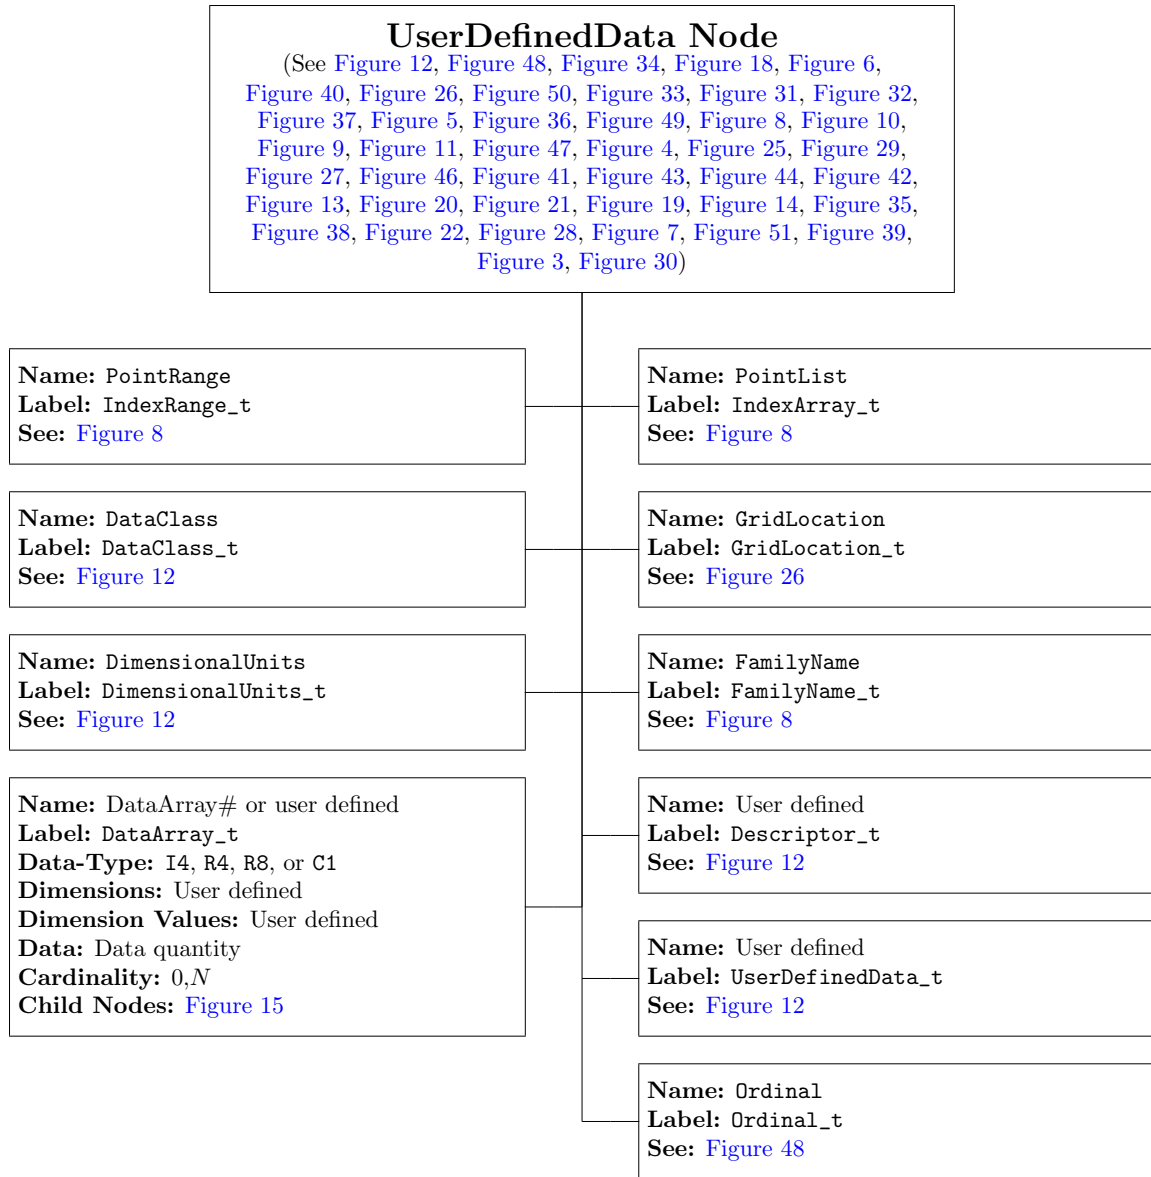 UserDefinedData Node
(See Figure 12, Figure 48, Figure 34, Figure 18, Figure 6,
Figure 40, Figure 26, Figure 50, Figure 33, Figure 31, Figure 32,
Figure 37, Figure 5, Figure 36, Figure 49, Figure 8, Figure 10,
Figure 9, Figure 11, Figure 47, Figure 4, Figure 25, Figure 29,
Figure 27, Figure 46, Figure 41, Figure 43, Figure 44, Figure 42,
Figure 13, Figure 20, Figure 21, Figure 19, Figure 14, Figure 35,
Figure 38, Figure 22, Figure 28, Figure 7, Figure 51, Figure 39,
Figure 3, Figure 30)
Name: PointRange
Label: IndexRange_t
See: Figure 8
Name: PointList
Label: IndexArray_t
See: Figure 8
Name: DataClass
Label: DataClass_t
See: Figure 12
Name: GridLocation
Label: GridLocation_t
See: Figure 26
Name: DimensionalUnits
Label: DimensionalUnits_t
See: Figure 12
Name: FamilyName
Label: FamilyName_t
See: Figure 8
Name: DataArray# or user defined
Label: DataArray_t
Data-Type: I4, R4, R8, or C1
Dimensions: User defined
Dimension Values: User defined
Data: Data quantity
Cardinality: 0,N
Child Nodes: Figure 15
Name: User defined
Label: Descriptor_t
See: Figure 12
Name: User defined
Label: UserDefinedData_t
See: Figure 12
Name: Ordinal
Label: Ordinal_t
See: Figure 48